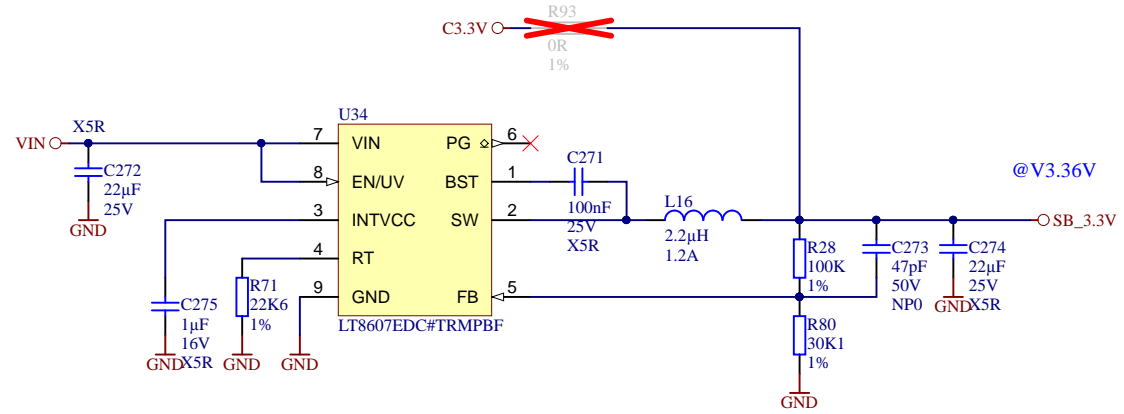 R93
C3.3V
0R
1%
U34
VIN
X5R
C272
22µF
25V
GND
7
VIN
PG
6
8
EN/UV
BST
1
3
INTVCC
SW
2
4
RT
9
GND
FB
5
LT8607EDC#TRMPBF
C271
100nF
25V
X5R
L16
2.2µH
1.2A
@V3.36V
SB_3.3V
R28
100K
1%
C273
47pF
50V
NP0
C274
22µF
25V
X5R
GND
R71
22K6
1%
C275
1µF
16V
X5R
GND
GND
GND
R80
30K1
1%
GND